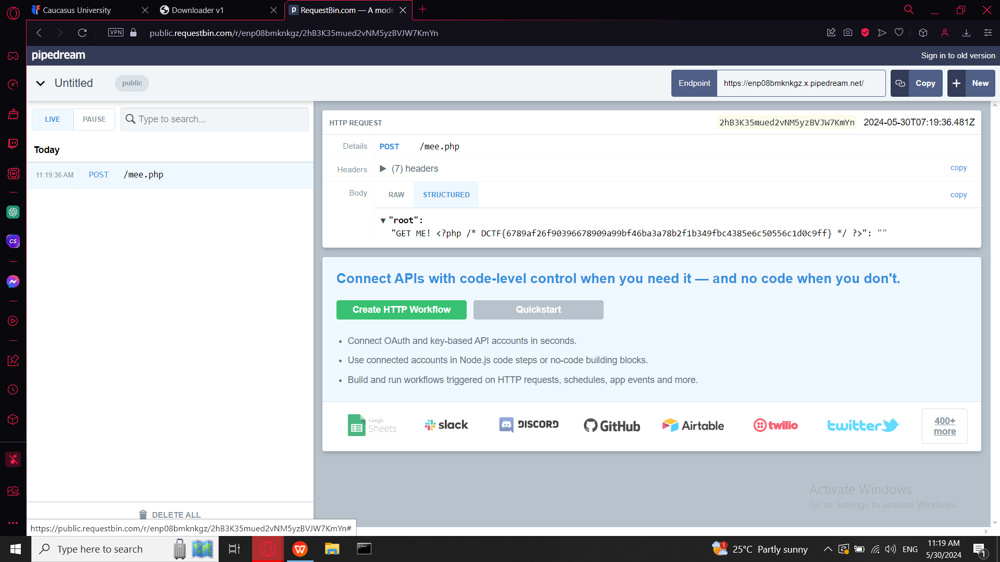 Caucasus University
Downloader v1
RequestBin.com — A mode
VPN
public.requestbin.com/r/enp08bmknkgz/2hB3K35mued2vNM5yzBVJW7KmYn
pipedream
Sign in to old version
Untitled
public
Endpoint
https://enp08bmknkgz.x.pipedream.net/
Copy
New
LIVE
PAUSE
Type to search...
HTTP REQUEST
2hB3K35mued2vNM5yzBVJW7KmYn
2024-05-30T07:19:36.481Z
Today
Details
POST
/mee.php
11:19:36 AM
POST
/mee.php
Headers
(7) headers
copy
Body
RAW
STRUCTURED
copy
"root":
"GET ME! <?php /* DCTF{6789af26f90396678909a99bf46ba3a78b2f1b349fbc4385e6c50556c1d0c9ff} */ ?>": ""
Connect APIs with code-level control when you need it — and no code when you don't.
Create HTTP Workflow
Quickstart
• Connect OAuth and key-based API accounts in seconds.
• Use connected accounts in Node.js code steps or no-code building blocks.
• Build and run workflows triggered on HTTP requests, schedules, app events and more.
Google
Sheets
slack
DISCORD
GitHub
Airtable
twilio
twitter
400+
more
Activate Windows
Go to Settings to activate Windows.
DELETE ALL
https://public.requestbin.com/r/enp08bmknkgz/2hB3K35mued2vNM5yzBVJW7KmYn#
Type here to search
1
25°C Partly sunny
ENG
11:19 AM
5/30/2024
1
CS